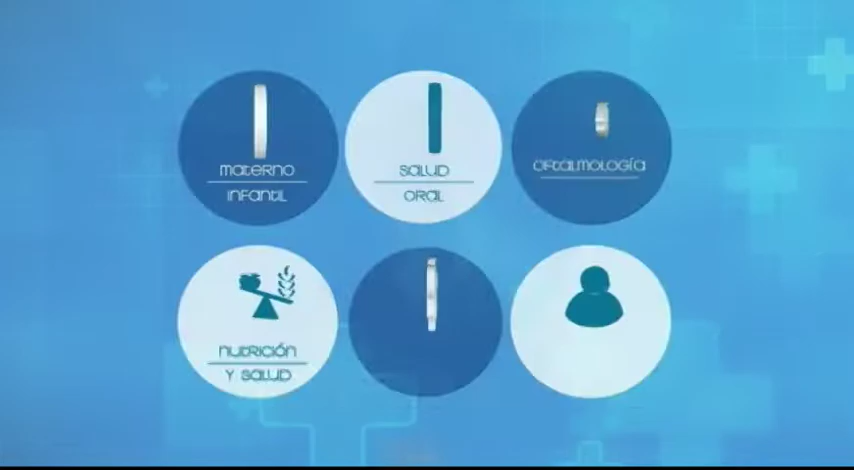 materno
infantil
salud
oral
oftalmología
nutrición
y salud